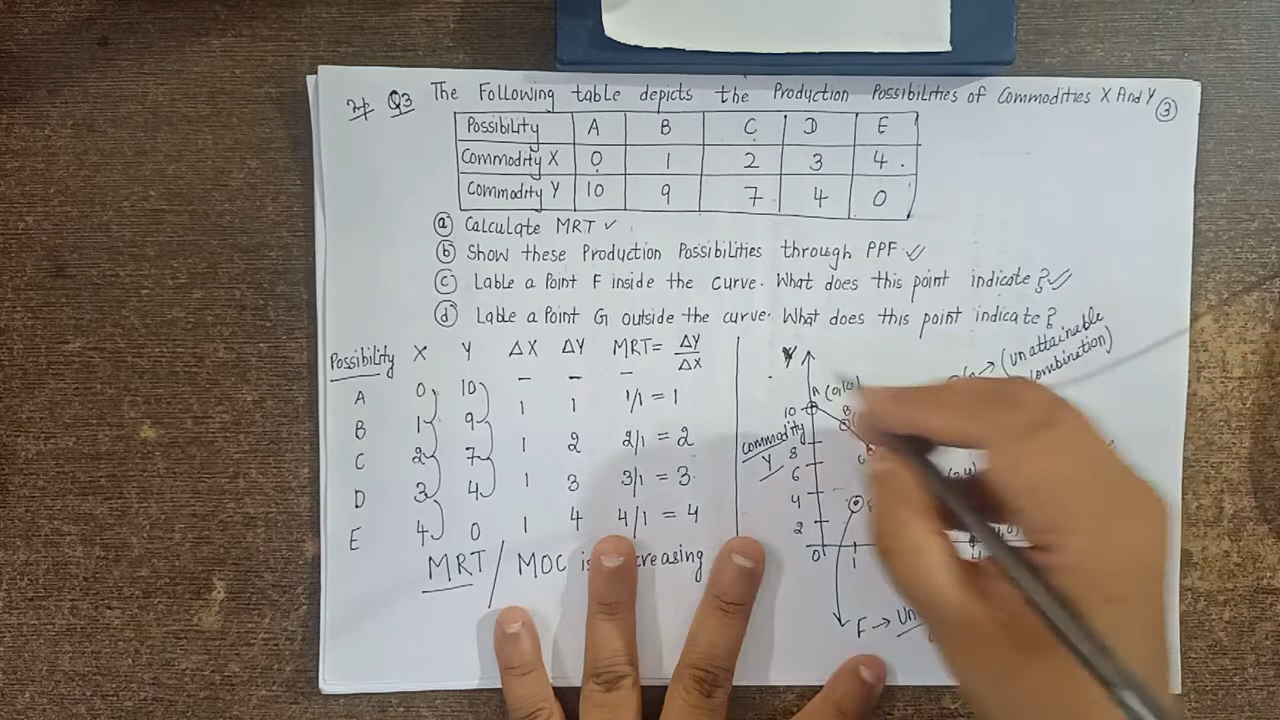 Q3 The Following table depicts the Production Possibilities of Commodities X And Y ③
Possibility A B C D E
Commodity X 0 1 2 3 4 .
Commodity Y 10 9 7 4 0
ⓐ Calculate MRT ✓
ⓑ Show these Production Possibilities through PPF ✓
ⓒ Lable a Point F inside the curve. What does this point indicate? ✓
ⓓ Lable a Point G outside the curve. What does this point indicate?
Possibility X Y ΔX ΔY MRT = ΔY/ΔX
A 0 10 – – –
B 1 9 1 1 1/1 = 1
C 2 7 1 2 2/1 = 2
D 3 4 1 3 3/1 = 3
E 4 0 1 4 4/1 = 4
MRT / MOC
Y
(Unattainable
A (0,10)
10
B
Commodity
Y
8
6
4
2
0 1
4
F →